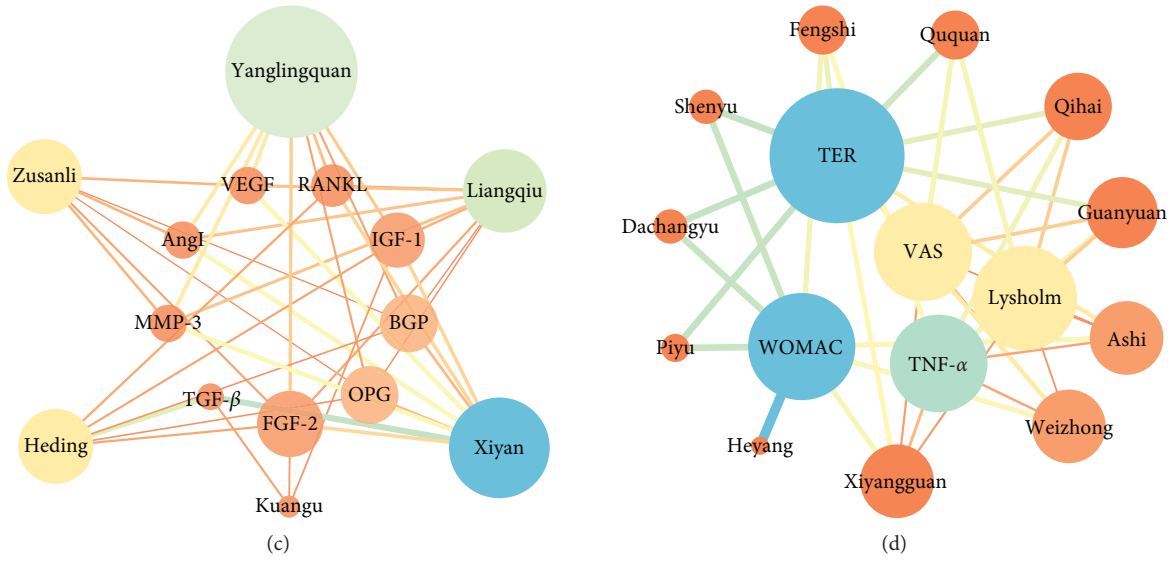 Yanglingquan
Zusanli
VEGF
RANKL
Liangqiu
AngI
IGF-1
MMP-3
BGP
TGF-β
OPG
FGF-2
Heding
Xiyan
Kuangu
(c)
Fengshi
Ququan
Shenyu
Qihai
TER
Dachangyu
Guanyuan
VAS
Lysholm
Piyu
WOMAC
TNF-α
Ashi
Weizhong
Heyang
Xiyangguan
(d)